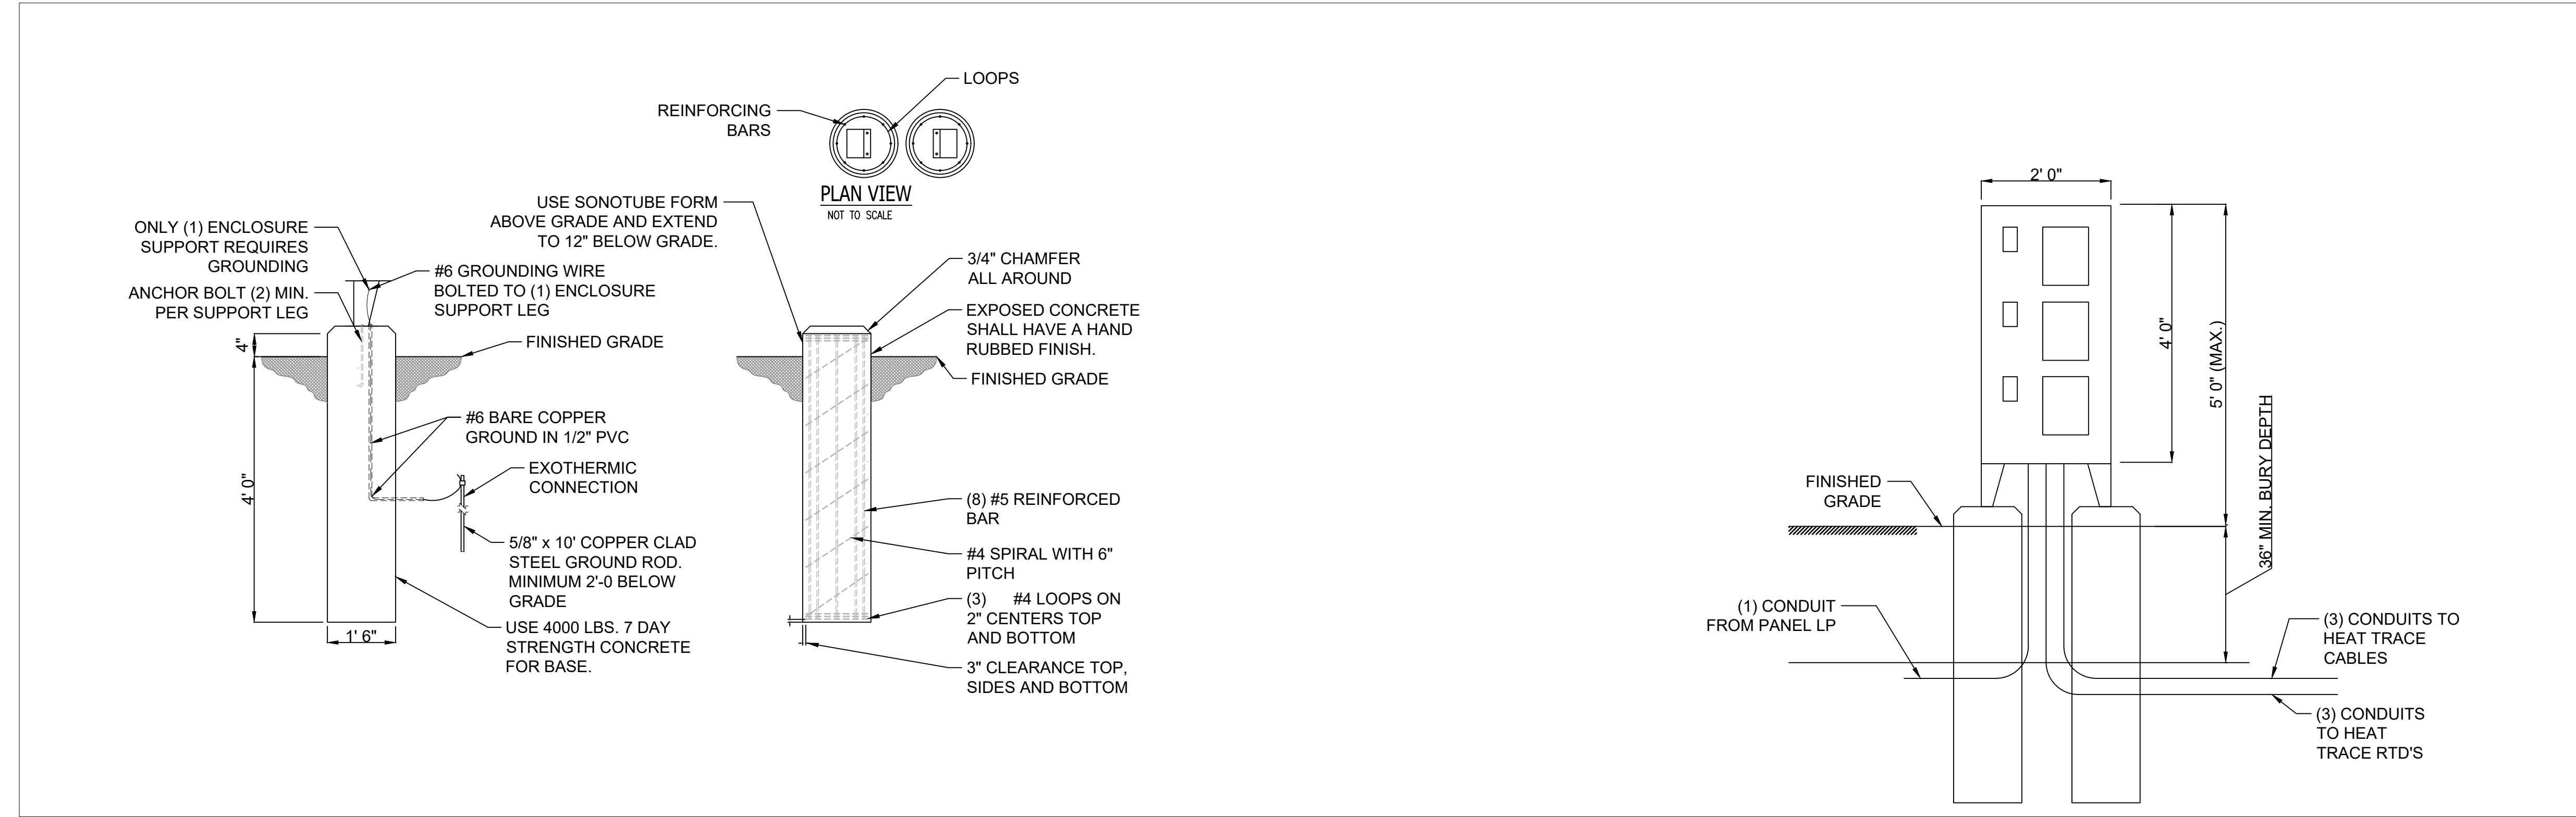 LOOPS
REINFORCING
BARS
PLAN VIEW
NOT TO SCALE
USE SONOTUBE FORM
ABOVE GRADE AND EXTEND
TO 12" BELOW GRADE.
ONLY (1) ENCLOSURE
SUPPORT REQUIRES
GROUNDING
ANCHOR BOLT (2) MIN.
PER SUPPORT LEG
#6 GROUNDING WIRE
BOLTED TO (1) ENCLOSURE
SUPPORT LEG
FINISHED GRADE
4"
4' 0"
1' 6"
#6 BARE COPPER
GROUND IN 1/2" PVC
EXOTHERMIC
CONNECTION
5/8" x 10' COPPER CLAD
STEEL GROUND ROD.
MINIMUM 2'-0 BELOW
GRADE
USE 4000 LBS. 7 DAY
STRENGTH CONCRETE
FOR BASE.
3/4" CHAMFER
ALL AROUND
EXPOSED CONCRETE
SHALL HAVE A HAND
RUBBED FINISH.
FINISHED GRADE
(8) #5 REINFORCED
BAR
#4 SPIRAL WITH 6"
PITCH
(3) #4 LOOPS ON
2" CENTERS TOP
AND BOTTOM
3" CLEARANCE TOP,
SIDES AND BOTTOM
2' 0"
4' 0"
5' 0" (MAX.)
36" MIN. BURY DEPTH
FINISHED
GRADE
(1) CONDUIT
FROM PANEL LP
(3) CONDUITS TO
HEAT TRACE
CABLES
(3) CONDUITS
TO HEAT
TRACE RTD'S